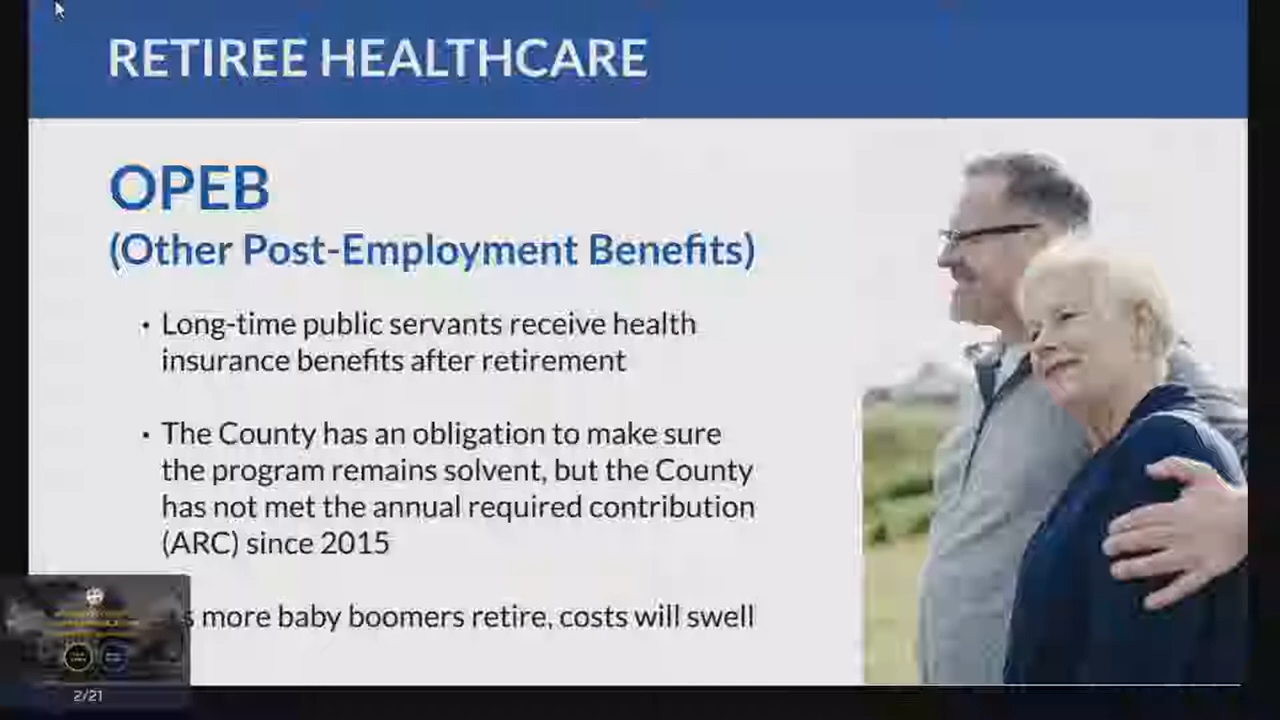 RETIREE HEALTHCARE
OPEB
(Other Post-Employment Benefits)
· Long-time public servants receive health
insurance benefits after retirement
· The County has an obligation to make sure
the program remains solvent, but the County
has not met the annual required contribution
(ARC) since 2015
s more baby boomers retire, costs will swell
2/21